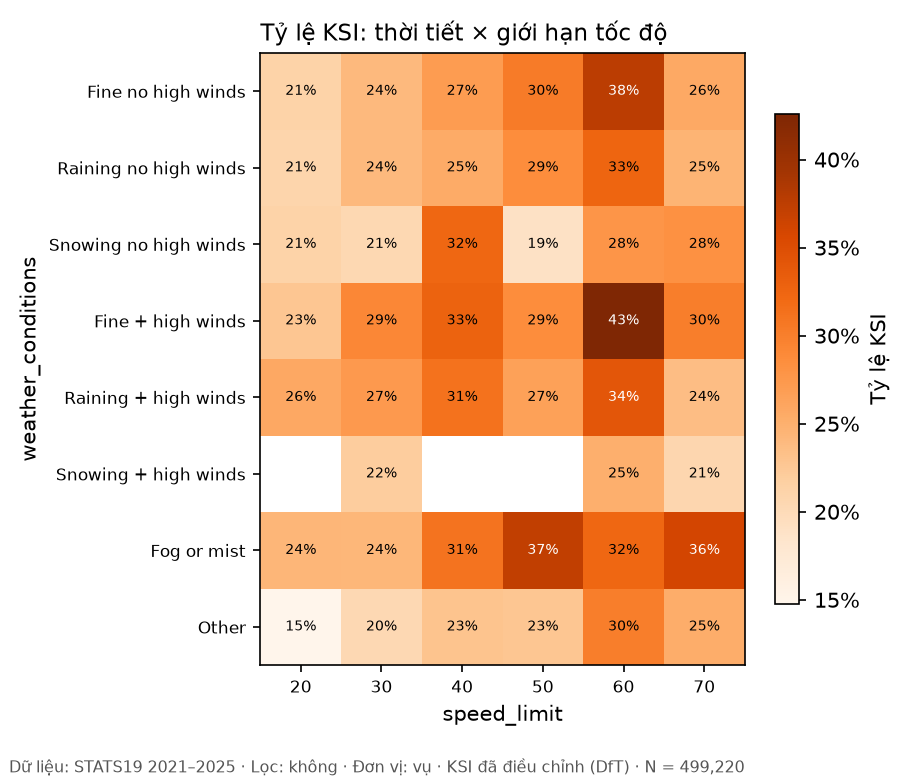 Tỷ lệ KSI: thời tiết × giới hạn tốc độ
weather_conditions
Fine no high winds 21% 24% 27% 30% 38% 26%
Raining no high winds 21% 24% 25% 29% 33% 25%
Snowing no high winds 21% 21% 32% 19% 28% 28%
Fine + high winds 23% 29% 33% 29% 43% 30%
Raining + high winds 26% 27% 31% 27% 34% 24%
Snowing + high winds 22% 25% 21%
Fog or mist 24% 24% 31% 37% 32% 36%
Other 15% 20% 23% 23% 30% 25%
20 30 40 50 60 70
speed_limit
40%
35%
30%
25%
20%
15%
Tỷ lệ KSI
Dữ liệu: STATS19 2021–2025 · Lọc: không · Đơn vị: vụ · KSI đã điều chỉnh (DfT) · N = 499,220